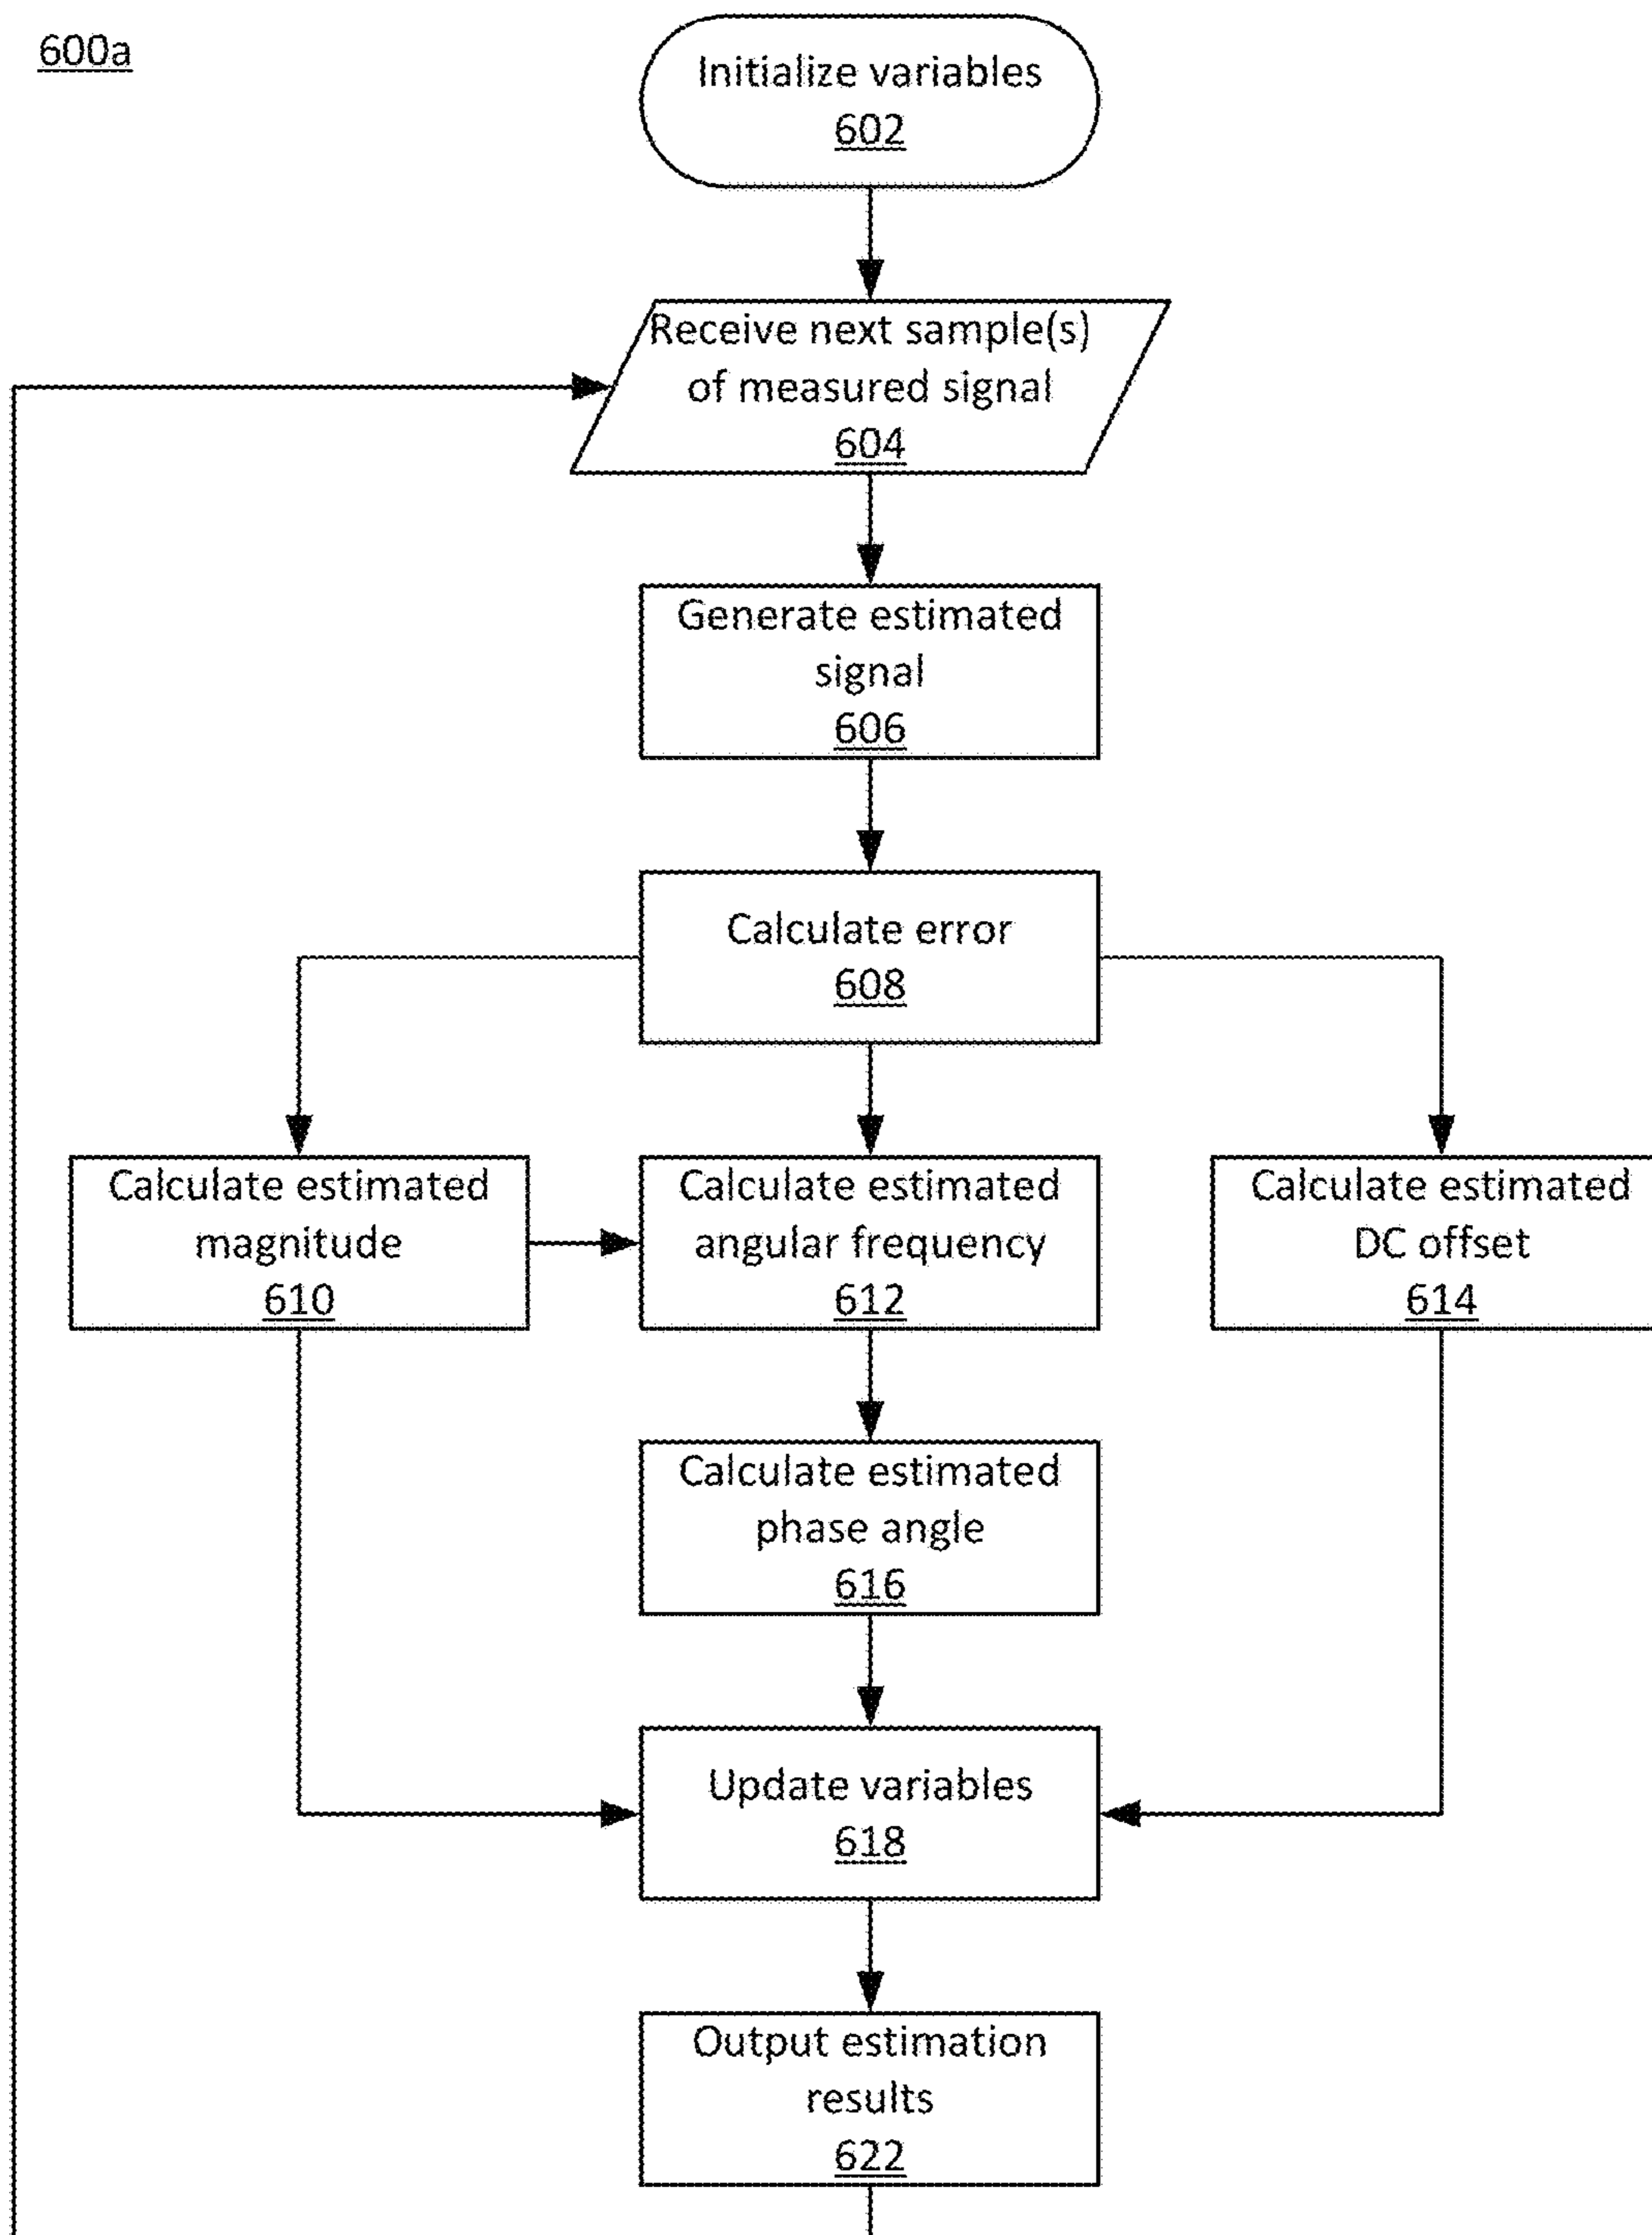 600a
Initialize variables
602
Receive next sample(s)
of measured signal
604
Generate estimated
signal
606
Calculate error
608
Calculate estimated
magnitude
610
Calculate estimated
angular frequency
612
Calculate estimated
DC offset
614
Calculate estimated
phase angle
616
Update variables
618
Output estimation
results
622